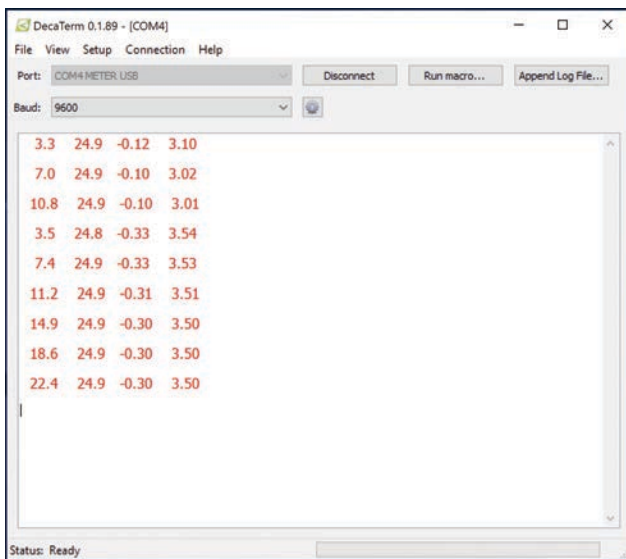 DecaTerm 0.1.89 - [COM4]
File View Setup Connection Help
Port: COM4 METER USB Disconnect Run macro... Append Log File...
Baud: 9600
3.3 24.9 -0.12 3.10
7.0 24.9 -0.10 3.02
10.8 24.9 -0.10 3.01
3.5 24.8 -0.33 3.54
7.4 24.9 -0.33 3.53
11.2 24.9 -0.31 3.51
14.9 24.9 -0.30 3.50
18.6 24.9 -0.30 3.50
22.4 24.9 -0.30 3.50
Status: Ready